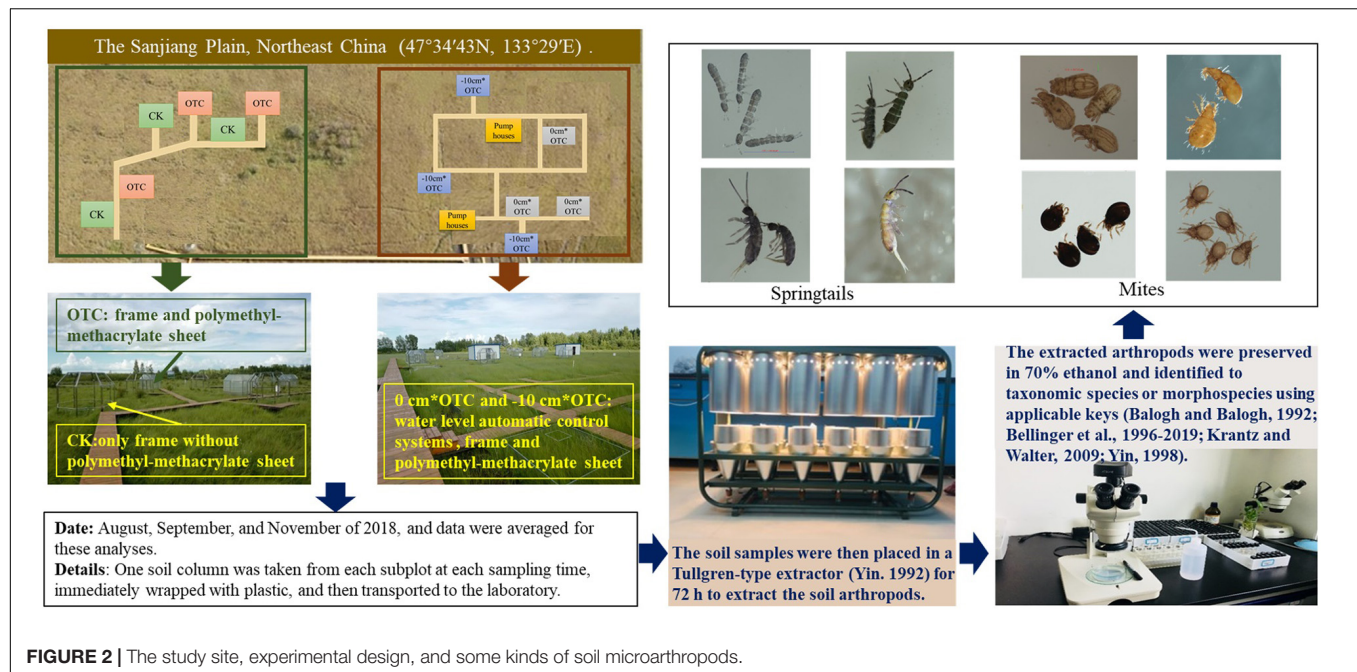 The Sanjiang Plain, Northeast China (47°34′43N, 133°29′E) .
CK
OTC
OTC
CK
OTC
CK
-10cm*
OTC
Pump
houses
0cm*
OTC
-10cm*
OTC
0cm*
OTC
0cm*
OTC
Pump
houses
-10cm*
OTC
OTC: frame and polymethyl-
methacrylate sheet
CK:only frame without
polymethyl-methacrylate sheet
0 cm*OTC and -10 cm*OTC:
water level automatic control
systems , frame and
polymethyl-methacrylate sheet
Springtails
Mites
Date: August, September, and November of 2018, and data were averaged for
these analyses.
Details: One soil column was taken from each subplot at each sampling time,
immediately wrapped with plastic, and then transported to the laboratory.
The soil samples were then placed in a
Tullgren-type extractor (Yin. 1992) for
72 h to extract the soil arthropods.
The extracted arthropods were preserved
in 70% ethanol and identified to
taxonomic species or morphospecies using
applicable keys (Balogh and Balogh, 1992;
Bellinger et al., 1996-2019; Krantz and
Walter, 2009; Yin, 1998).
FIGURE 2 | The study site, experimental design, and some kinds of soil microarthropods.